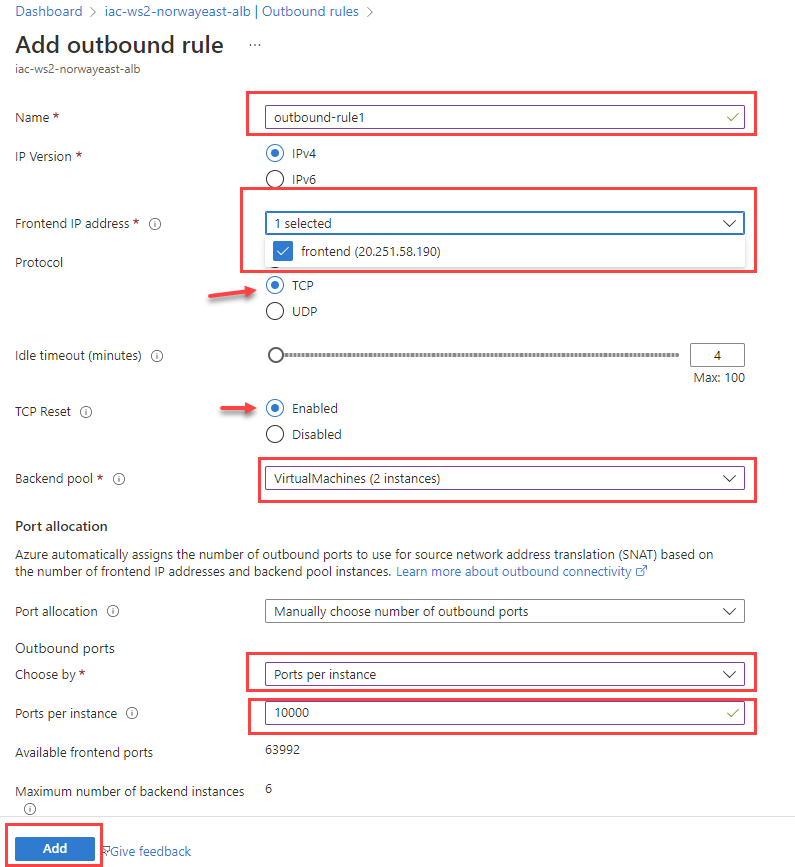 Dashboard > iac-ws2-norwayeast-alb | Outbound rules >
Add outbound rule ...
iac-ws2-norwayeast-alb
Name * outbound-rule1
IP Version * IPv4
IPv6
Frontend IP address * 1 selected
frontend (20.251.58.190)
Protocol
TCP
UDP
Idle timeout (minutes) 4
Max: 100
TCP Reset Enabled
Disabled
Backend pool * VirtualMachines (2 instances)
Port allocation
Azure automatically assigns the number of outbound ports to use for source network address translation (SNAT) based on
the number of frontend IP addresses and backend pool instances. Learn more about outbound connectivity
Port allocation Manually choose number of outbound ports
Outbound ports
Choose by * Ports per instance
Ports per instance 10000
Available frontend ports 63992
Maximum number of backend instances 6
Add Give feedback